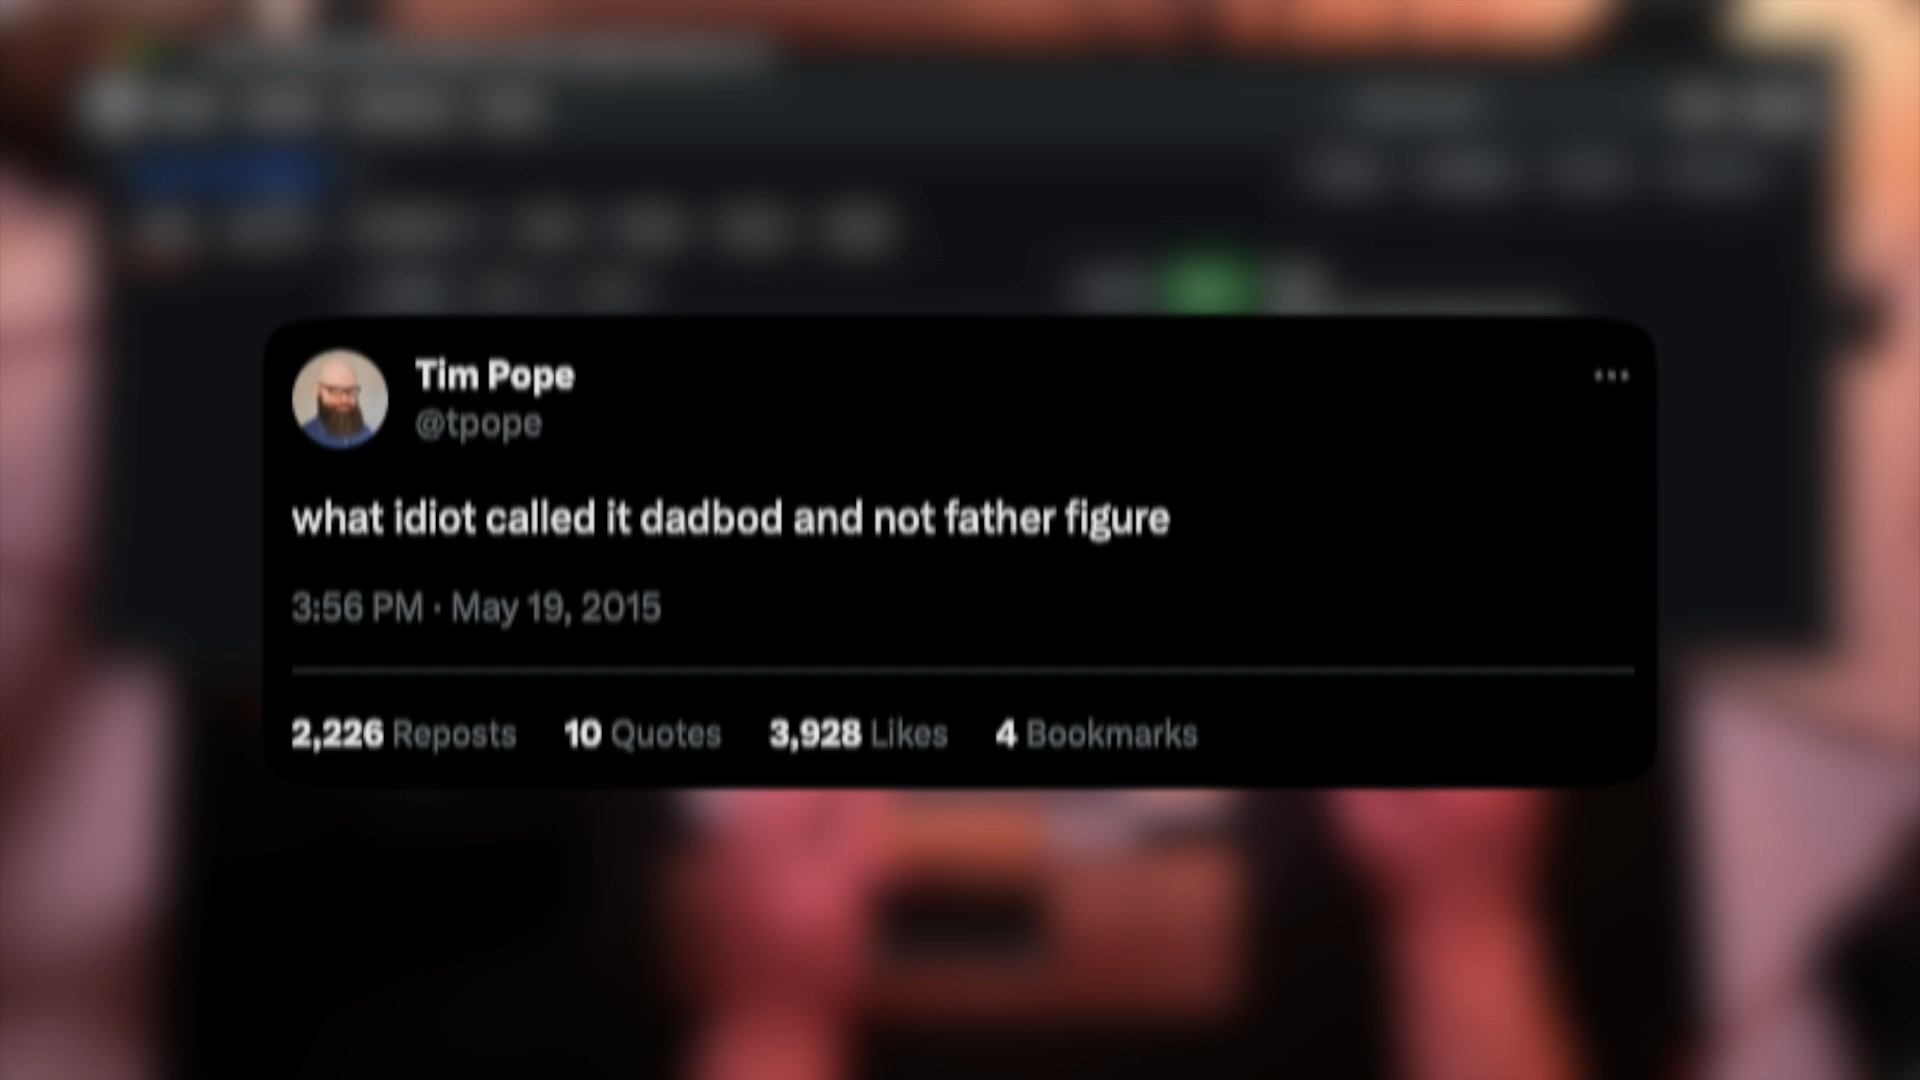 Tim Pope
@tpope
what idiot called it dadbod and not father figure
3:56 PM · May 19, 2015
2,226 Reposts 10 Quotes 3,928 Likes 4 Bookmarks